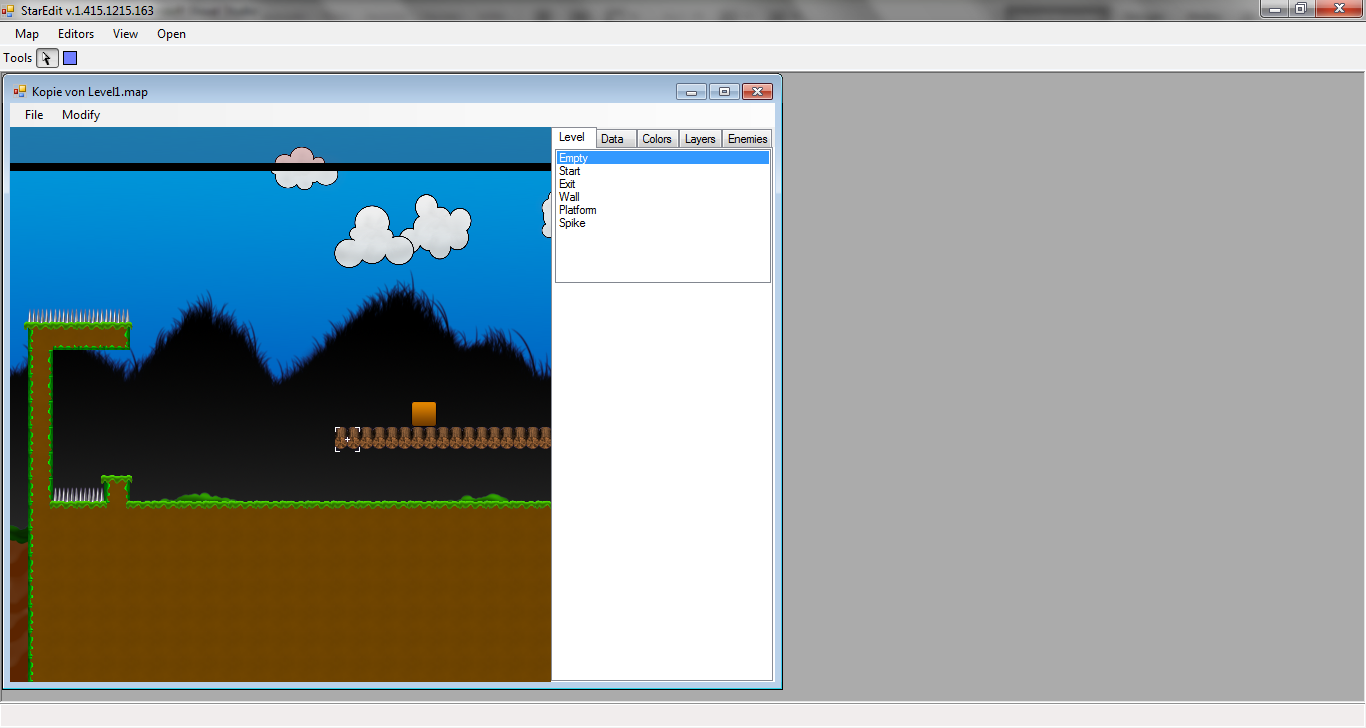 StarEdit v.1.415.1215.163
Map Editors View Open
Tools
Kopie von Level1.map
File Modify
Level Data Colors Layers Enemies
Empty
Start
Exit
Wall
Platform
Spike